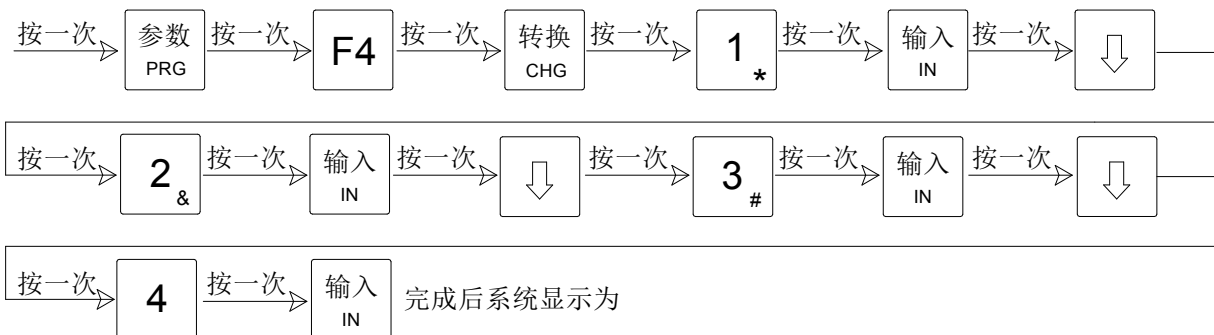 按一次 参数 按一次 F4 按一次 转换 按一次 1 按一次 输入 按一次
PRG CHG * IN
按一次 2 按一次 输入 按一次 按一次 3 按一次 输入 按一次
& IN # IN
按一次 4 按一次 输入 完成后系统显示为
IN